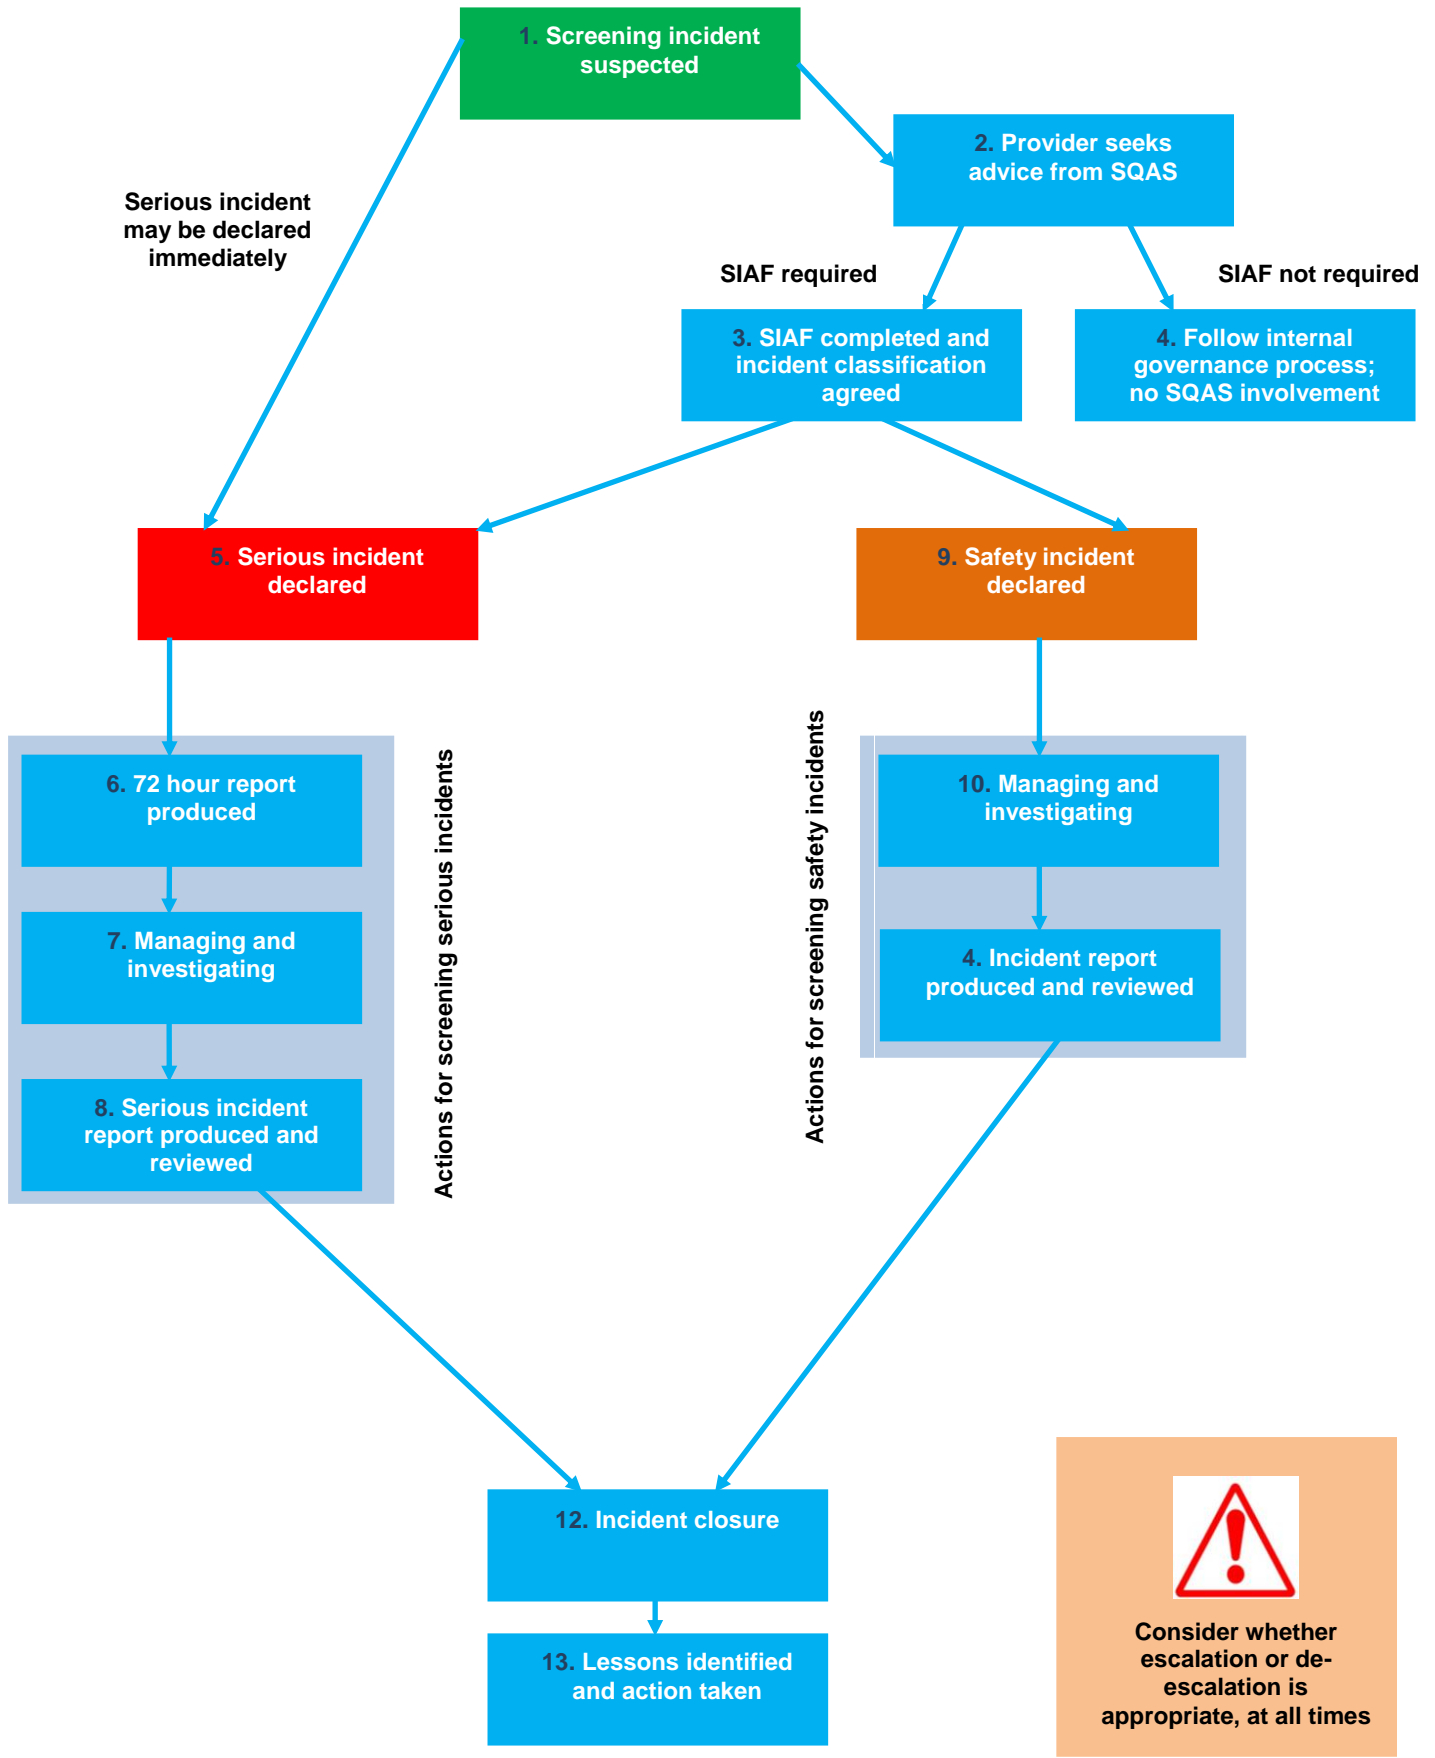 1. Screening incident
suspected
2. Provider seeks
advice from SQAS
Serious incident
may be declared
immediately
SIAF required
SIAF not required
3. SIAF completed and
incident classification
agreed
4. Follow internal
governance process;
no SQAS involvement
5. Serious incident
declared
9. Safety incident
declared
6. 72 hour report
produced
7. Managing and
investigating
8. Serious incident
report produced and
reviewed
Actions for screening serious incidents
Actions for screening safety incidents
10. Managing and
investigating
4. Incident report
produced and reviewed
12. Incident closure
13. Lessons identified
and action taken
Consider whether
escalation or de-
escalation is
appropriate, at all times